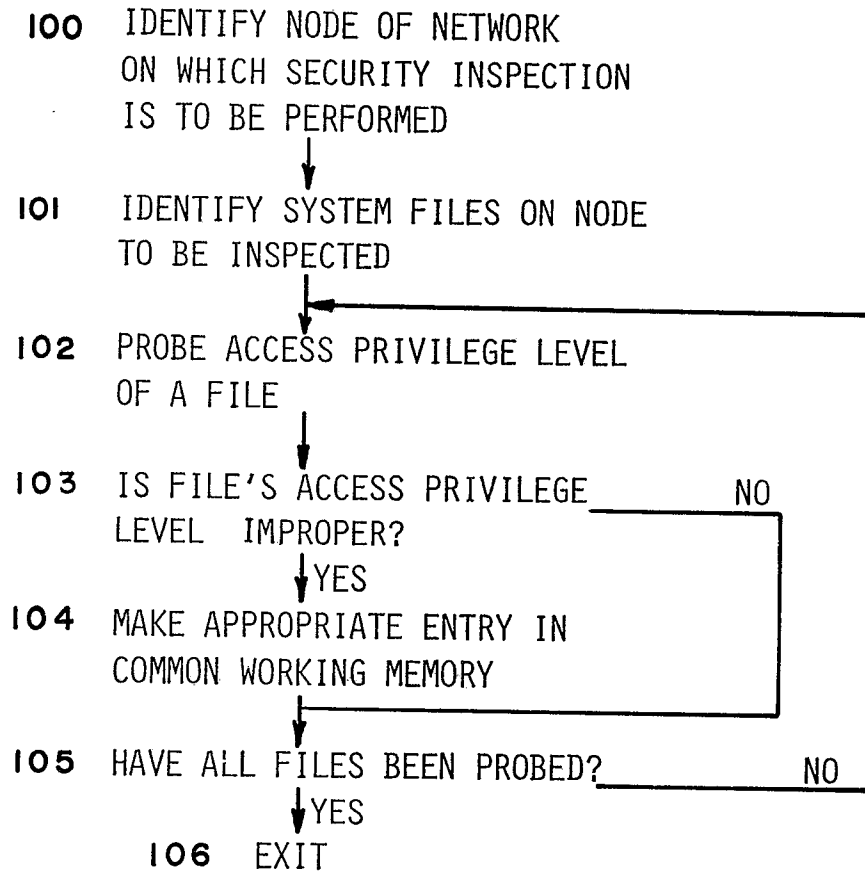 100 IDENTIFY NODE OF NETWORK
ON WHICH SECURITY INSPECTION
IS TO BE PERFORMED
101 IDENTIFY SYSTEM FILES ON NODE
TO BE INSPECTED
102 PROBE ACCESS PRIVILEGE LEVEL
OF A FILE
103 IS FILE'S ACCESS PRIVILEGE NO
LEVEL IMPROPER?
YES
104 MAKE APPROPRIATE ENTRY IN
COMMON WORKING MEMORY
105 HAVE ALL FILES BEEN PROBED? NO
YES
106 EXIT